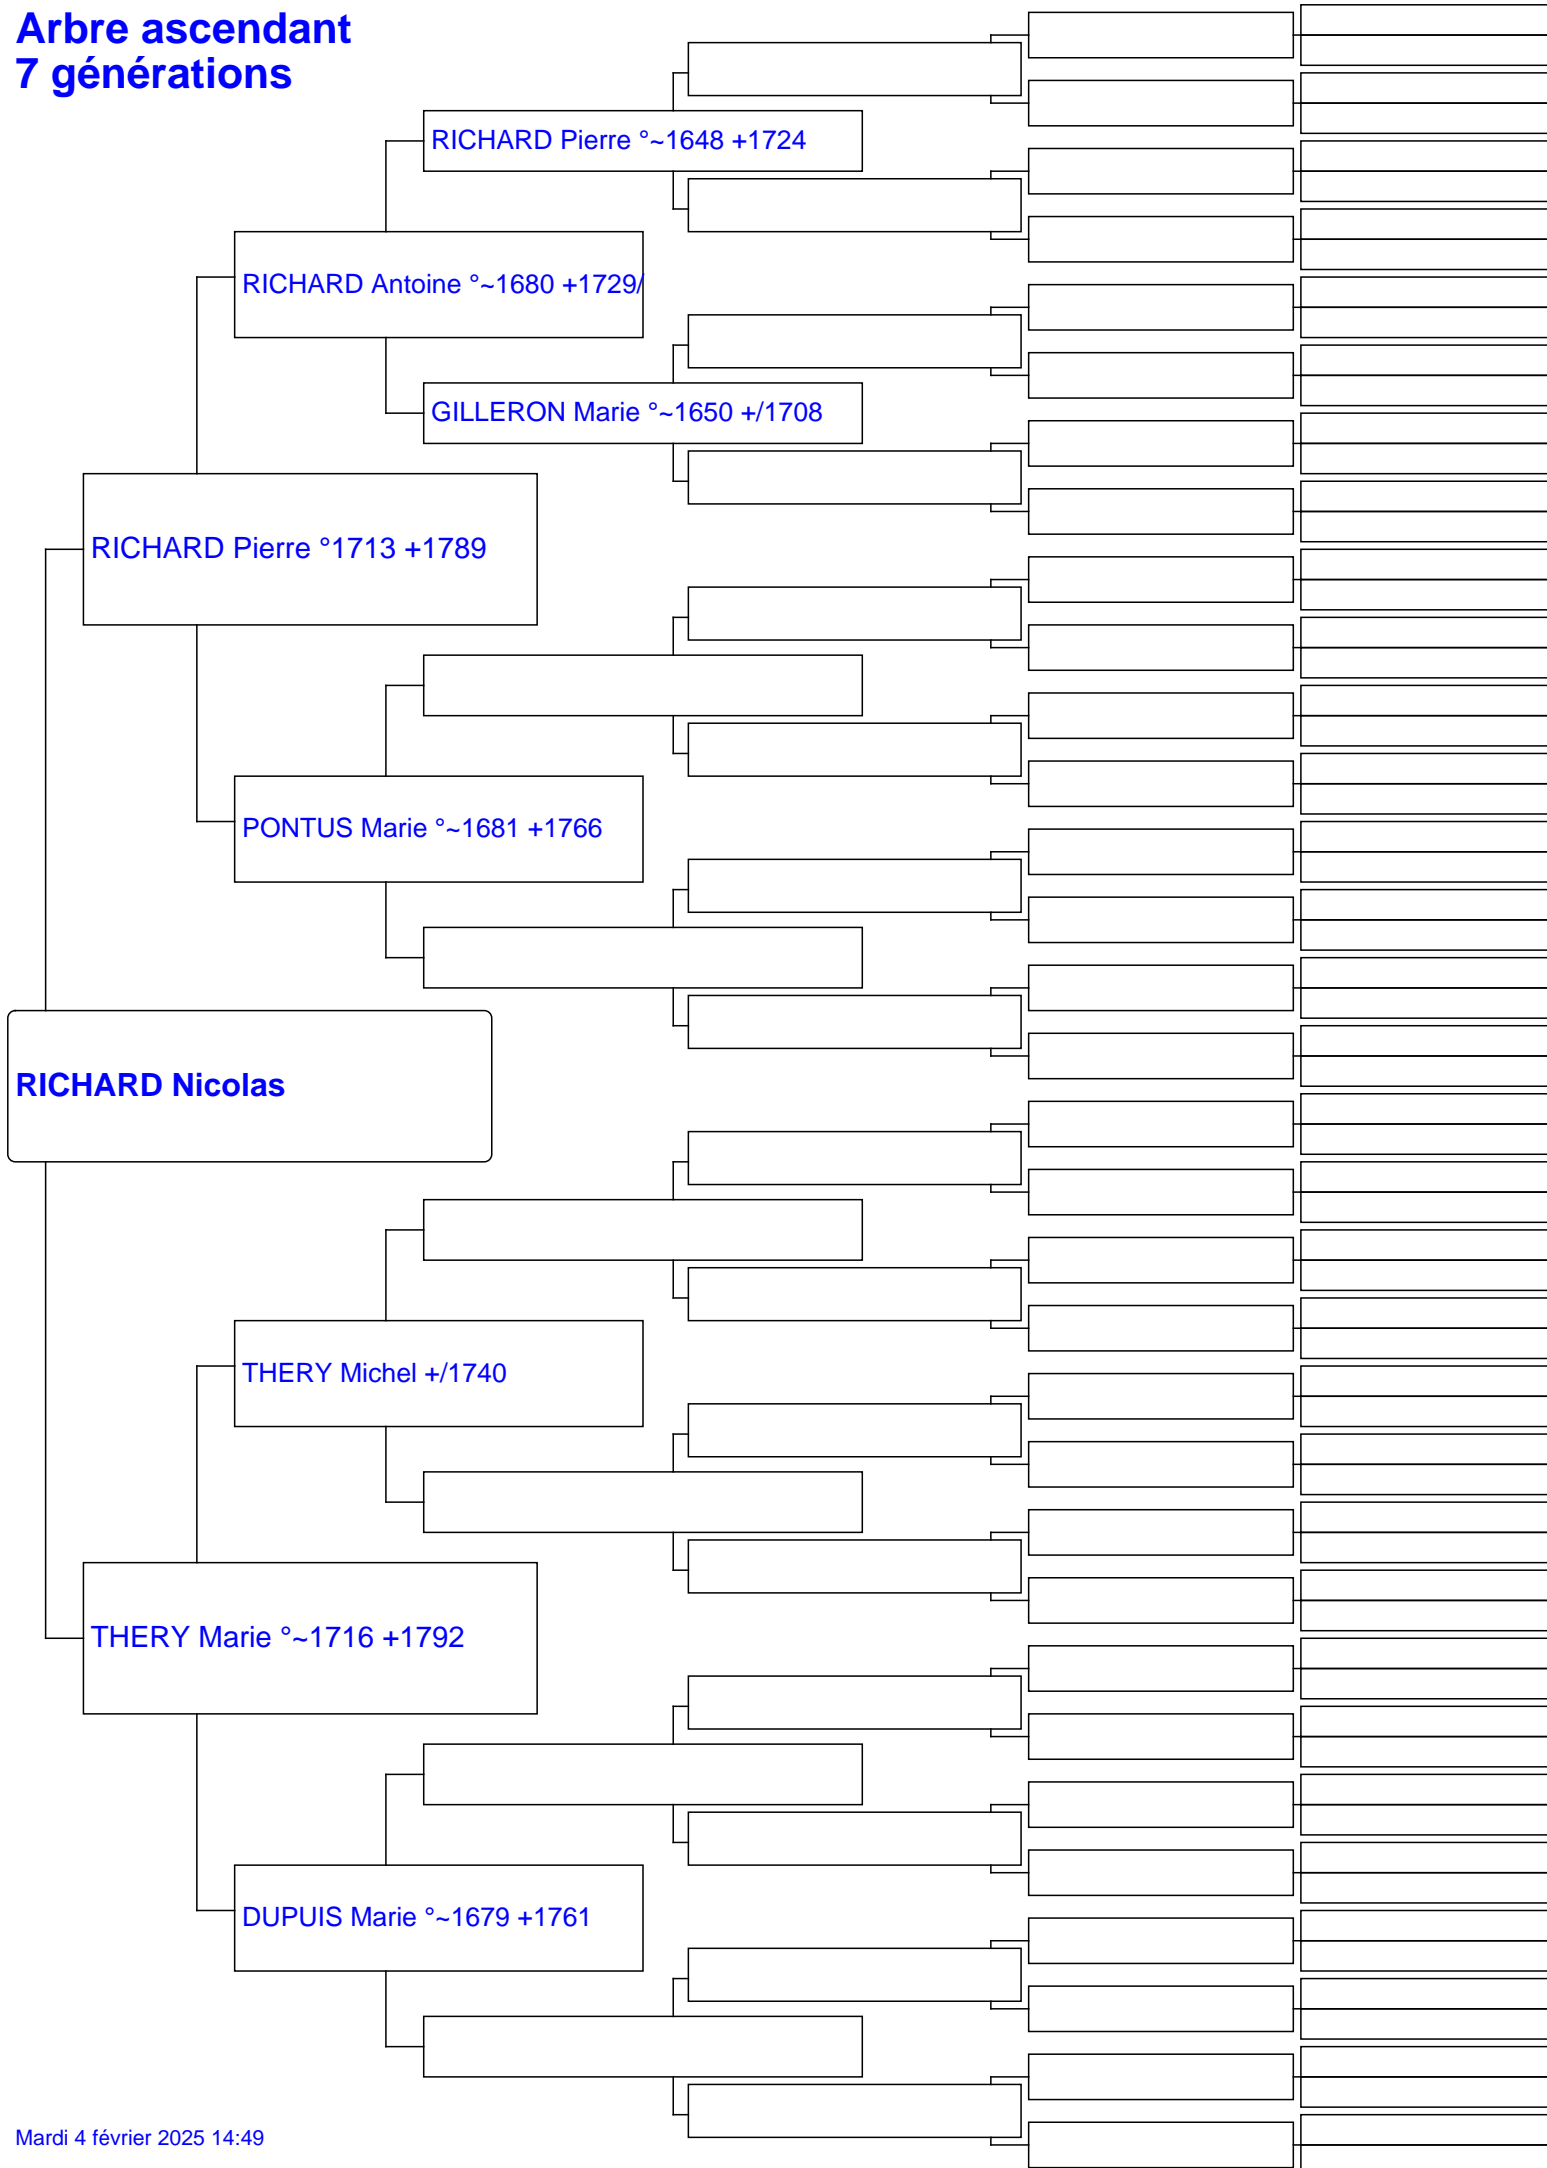 Arbre ascendant
7 générations
RICHARD Pierre °~1648 +1724
RICHARD Antoine °~1680 +1729/
GILLERON Marie °~1650 +/1708
RICHARD Pierre °1713 +1789
PONTUS Marie °~1681 +1766
RICHARD Nicolas
THERY Michel +/1740
THERY Marie °~1716 +1792
DUPUIS Marie °~1679 +1761
Mardi 4 février 2025 14:49